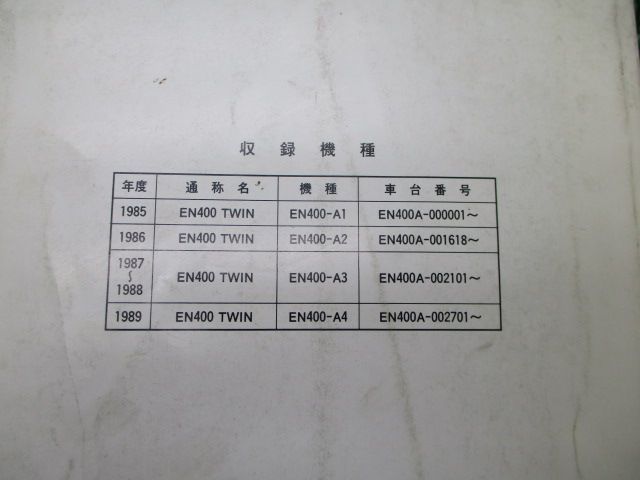 収録機種
年度 通称名 機種 車台番号
1985 EN400 TWIN EN400-A1 EN400A-000001〜
1986 EN400 TWIN EN400-A2 EN400A-001618〜
1987〜1988 EN400 TWIN EN400-A3 EN400A-002101〜
1989 EN400 TWIN EN400-A4 EN400A-002701〜